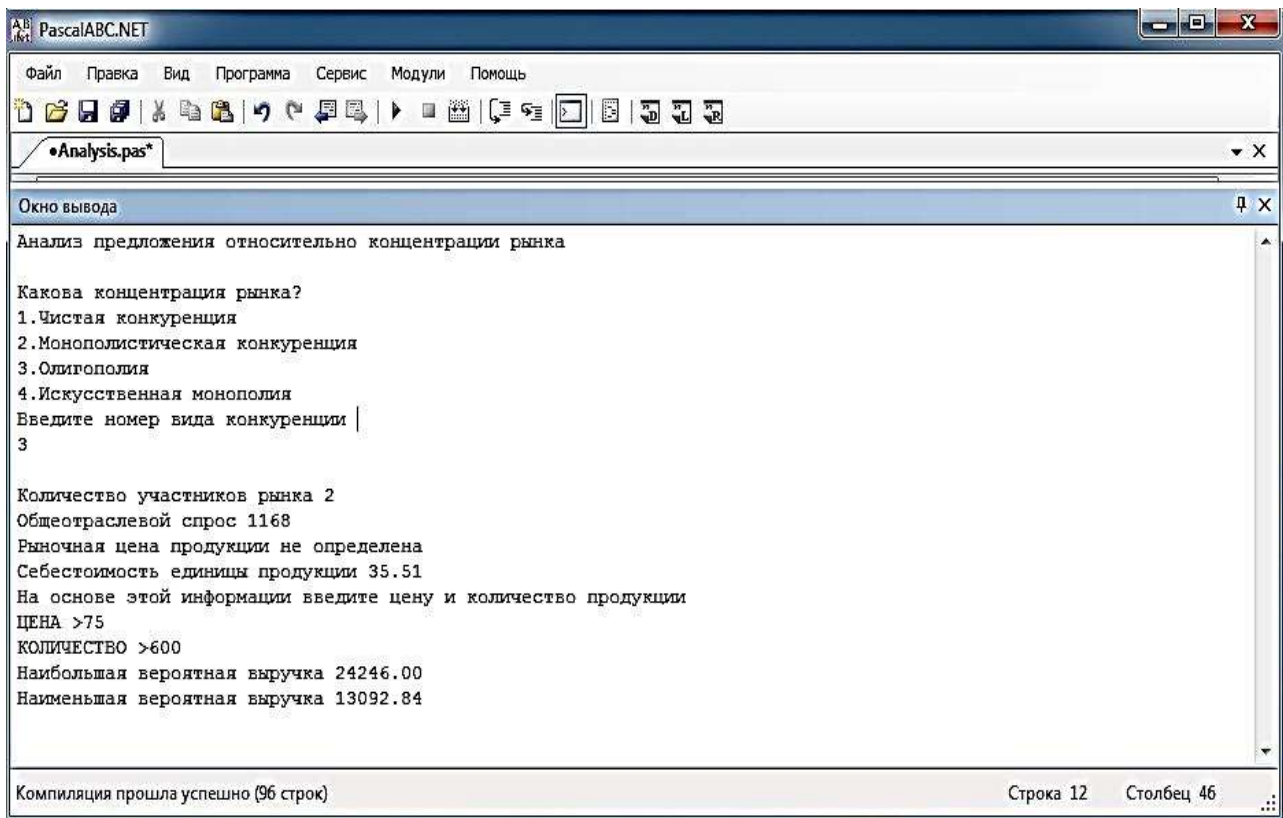 PascalABC.NET
Файл Правка Вид Программа Сервис Модули Помощь
•Analysis.pas*
Окно вывода
Анализ предложения относительно концентрации рынка
Какова концентрация рынка?
1.Чистая конкуренция
2.Монополистическая конкуренция
3.Олигополия
4.Искусственная монополия
Введите номер вида конкуренции
3
Количество участников рынка 2
Общеотраслевой спрос 1168
Рыночная цена продукции не определена
Себестоимость единицы продукции 35.51
На основе этой информации введите цену и количество продукции
ЦЕНА >75
КОЛИЧЕСТВО >600
Наибольшая вероятная выручка 24246.00
Наименьшая вероятная выручка 13092.84
Компиляция прошла успешно (96 строк) Строка 12 Столбец 46